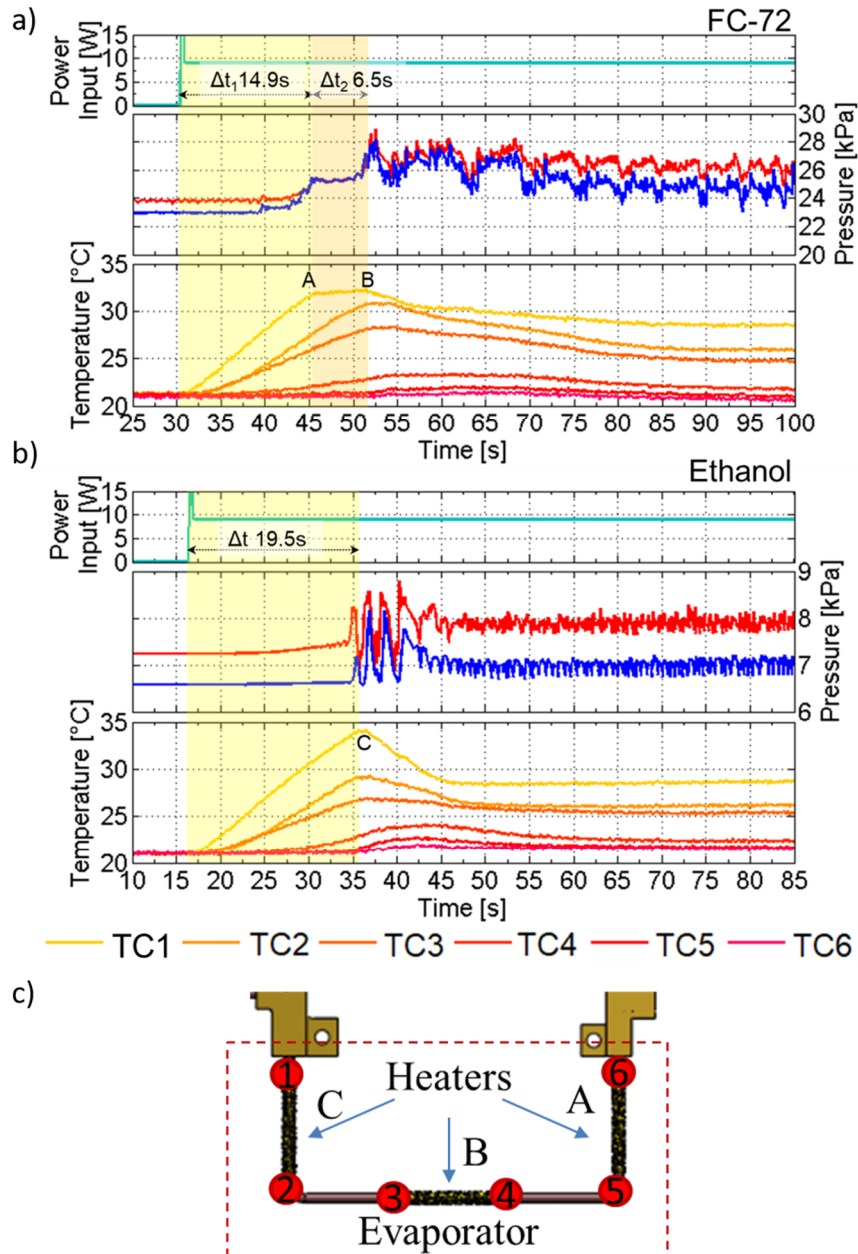 a)
FC-72
Power Input [W]
15
10
5
0
Δt₁14.9s
Δt₂ 6.5s
30
28
26
24
22
20
Pressure [kPa]
Temperature [°C]
35
30
25
20
A
B
25 30 35 40 45 50 55 60 65 70 75 80 85 90 95 100
Time [s]
b)
Ethanol
Power Input [W]
15
10
5
0
Δt 19.5s
9
8
7
6
Pressure [kPa]
Temperature [°C]
35
30
25
20
C
10 15 20 25 30 35 40 45 50 55 60 65 70 75 80 85
Time [s]
TC1 TC2 TC3 TC4 TC5 TC6
c)
1
6
Heaters
C
A
B
2
3
4
5
Evaporator